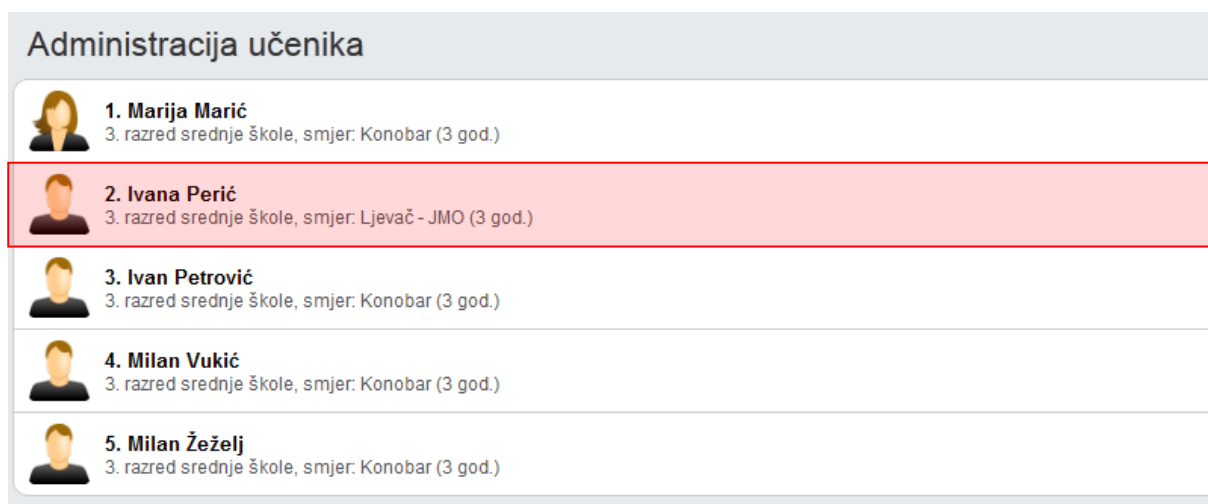 Administracija učenika
1. Marija Marić
3. razred srednje škole, smjer: Konobar (3 god.)
2. Ivana Perić
3. razred srednje škole, smjer: Ljevač - JMO (3 god.)
3. Ivan Petrović
3. razred srednje škole, smjer: Konobar (3 god.)
4. Milan Vukić
3. razred srednje škole, smjer: Konobar (3 god.)
5. Milan Žeželj
3. razred srednje škole, smjer: Konobar (3 god.)